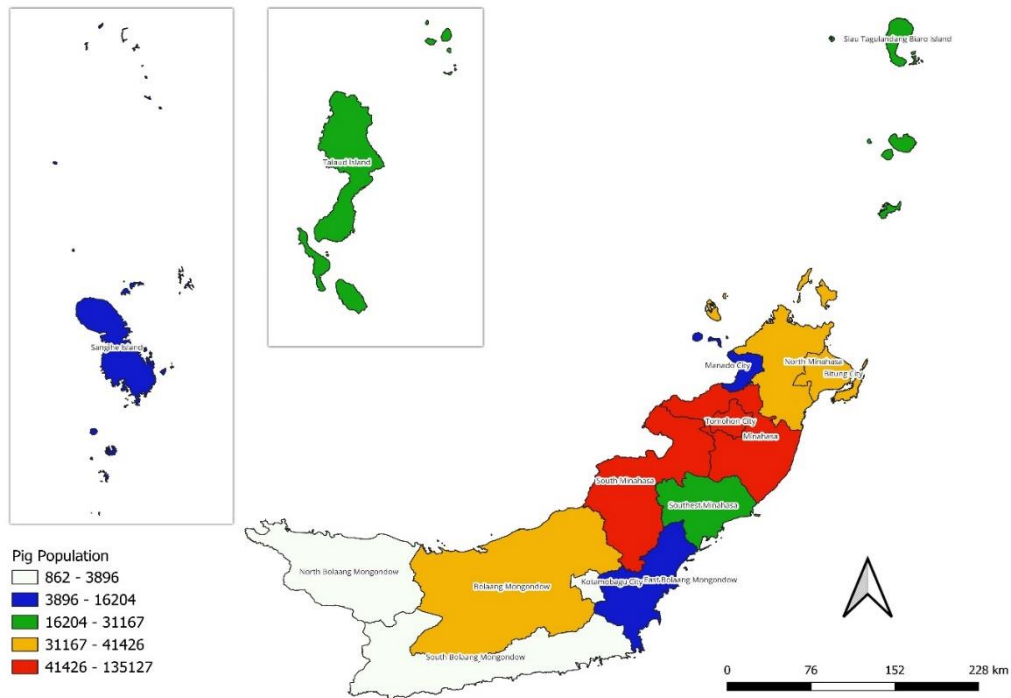 Siau Tagulandang Biaro Island
Talaud Island
Sangihe Island
Manado City
North Minahasa
Bitung City
Tomohon City
Minahasa
South Minahasa
Southest Minahasa
North Bolaang Mongondow
Bolaang Mongondow
Kotamobagu City
East Bolaang Mongondow
South Bolaang Mongondow
Pig Population
862 - 3896
3896 - 16204
16204 - 31167
31167 - 41426
41426 - 135127
0 76 152 228 km